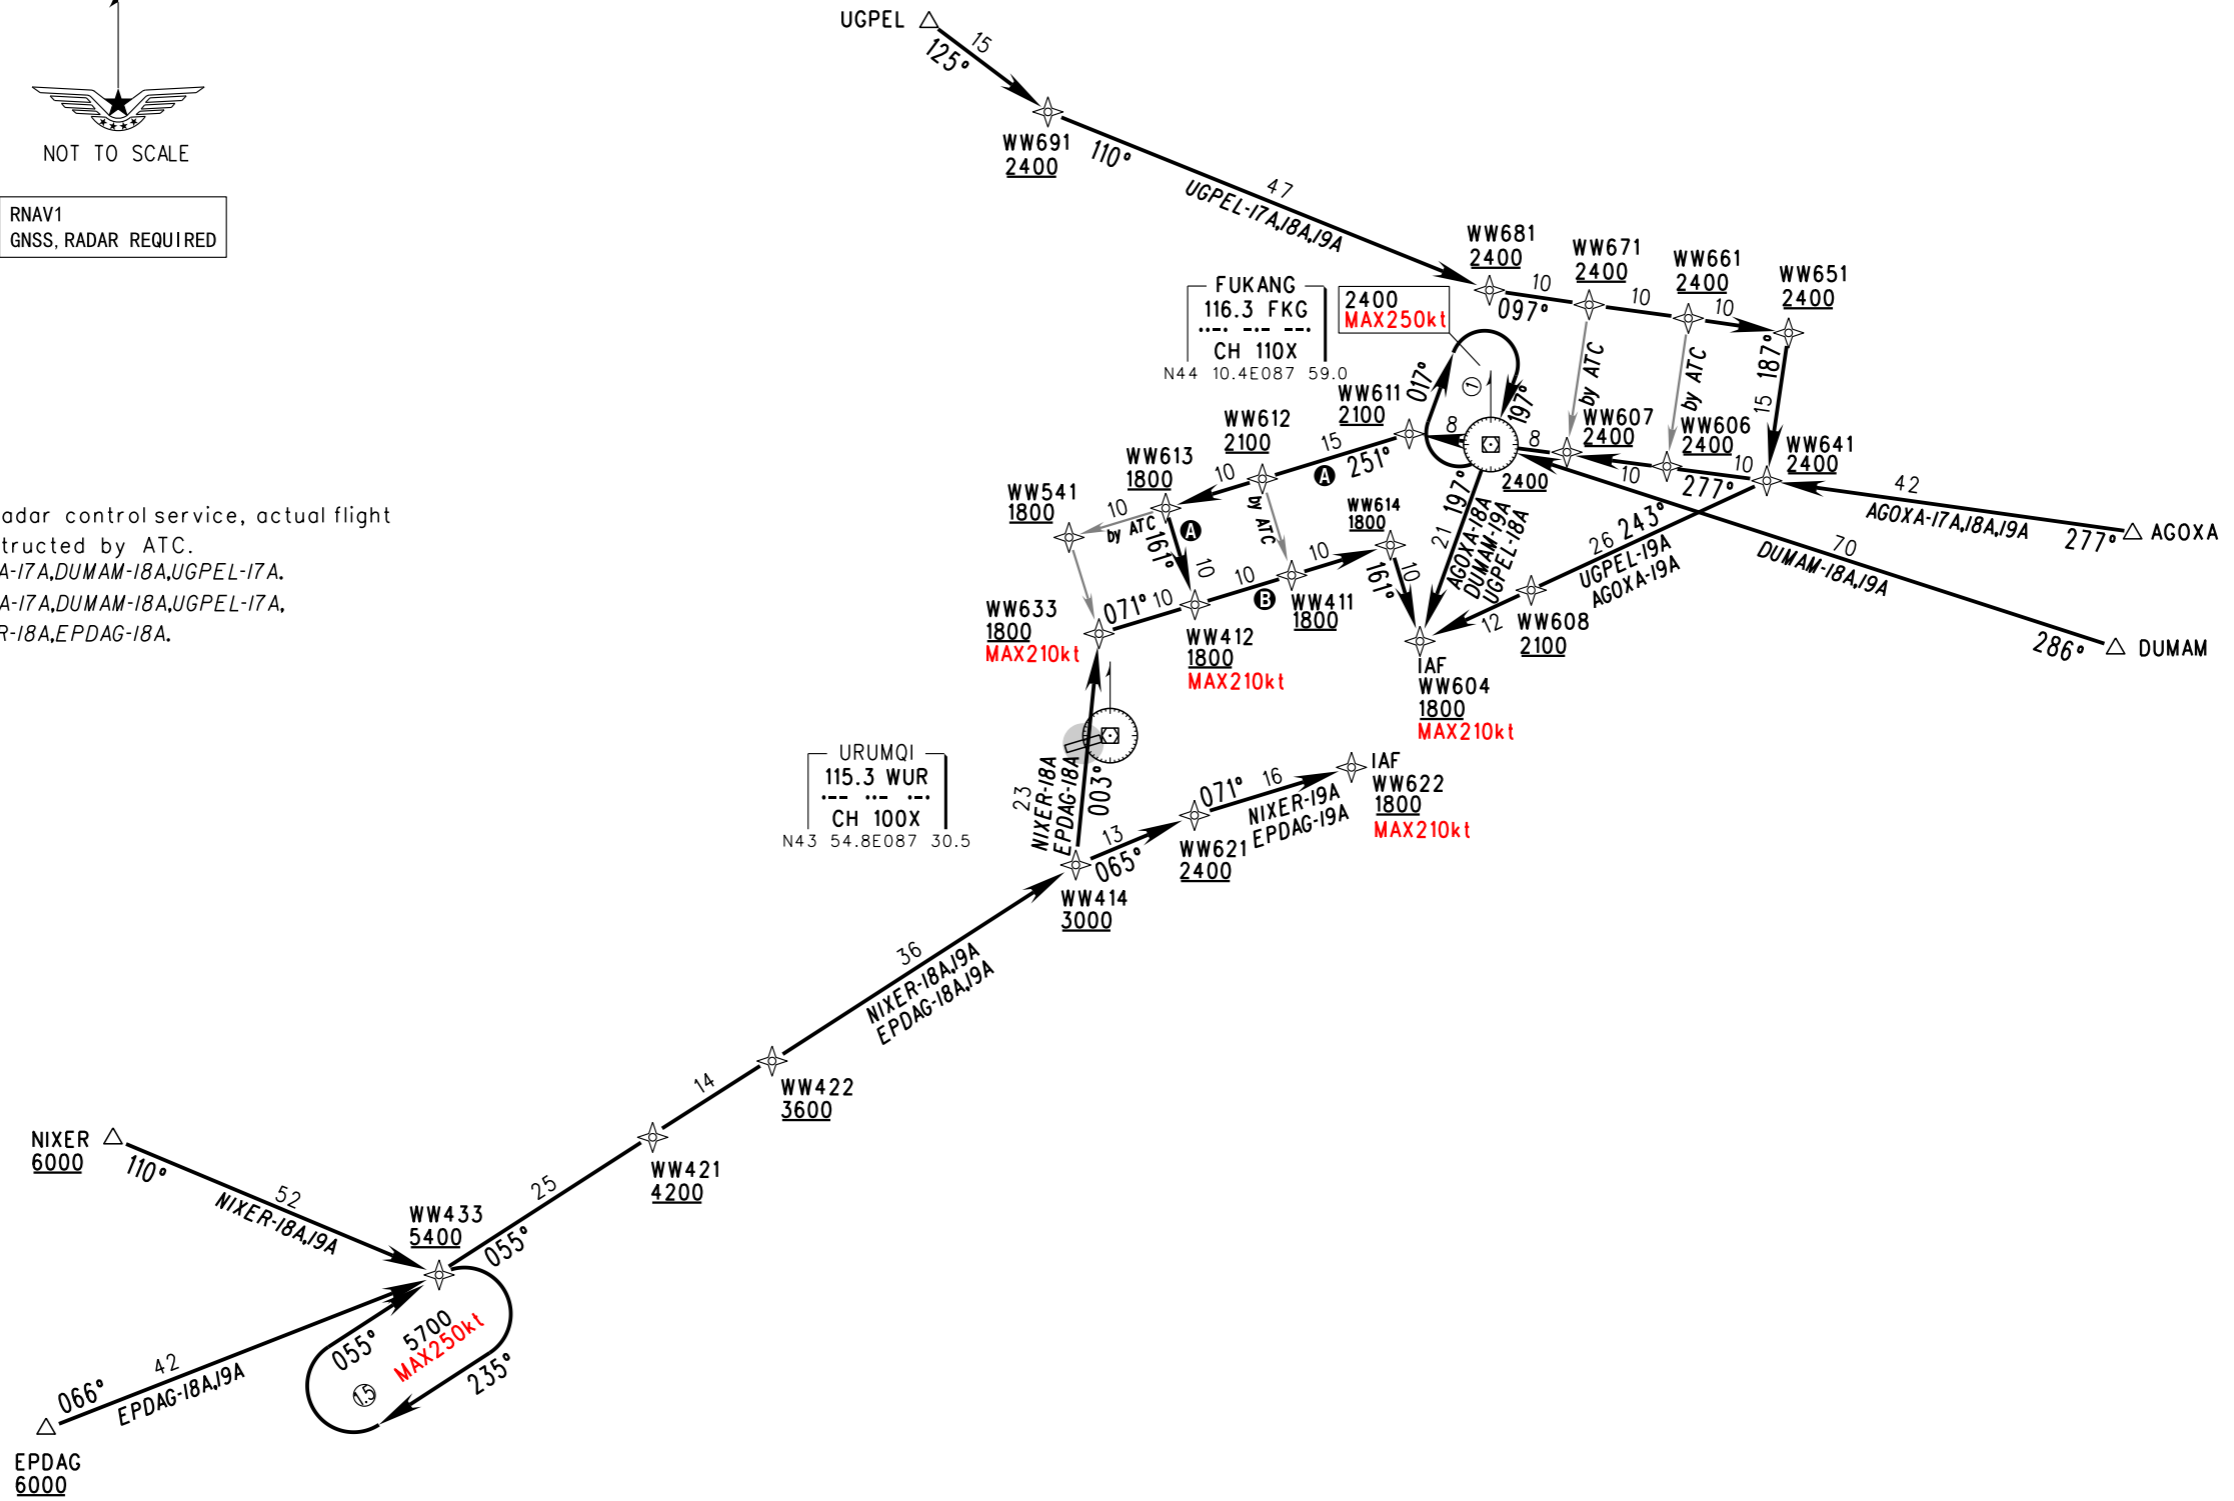 NOT TO SCALE
RNAV1
GNSS, RADAR REQUIRED
adar control service, actual flight
tructed by ATC.
A-17A,DUMAM-18A,UGPEL-17A.
A-17A,DUMAM-18A,UGPEL-17A,
R-18A,EPDAG-18A.
UGPEL
15
125°
WW691
2400
110°
47
UGPEL-17A,18A,19A
WW681
2400
10
097°
WW671
2400
10
WW661
2400
10
WW651
2400
187°
15
by ATC
by ATC
FUKANG
116.3 FKG
CH 110X
N44 10.4E087 59.0
2400
MAX250kt
017°
1
197°
WW611
2100
8
8
2400
WW607
2400
10
WW606
2400
10
277°
WW641
2400
42
AGOXA-17A,18A,19A
277°
AGOXA
70
DUMAM-18A,19A
286°
DUMAM
WW612
2100
15
A
251°
WW613
1800
10
WW541
1800
10
by ATC
A
161°
10
by ATC
WW614
1800
197°
21
AGOXA-18A
DUMAM-19A
UGPEL-18A
243°
26
UGPEL-19A
AGOXA-19A
WW608
2100
12
WW633
1800
MAX210kt
071°
10
WW412
1800
MAX210kt
10
B
WW411
1800
10
161°
10
IAF
WW604
1800
MAX210kt
URUMQI
115.3 WUR
CH 100X
N43 54.8E087 30.5
23
NIXER-18A
EPDAG-18A
003°
WW414
3000
13
065°
WW621
2400
071°
16
NIXER-19A
EPDAG-19A
IAF
WW622
1800
MAX210kt
36
NIXER-18A,19A
EPDAG-18A,19A
WW422
3600
14
WW421
4200
25
055°
WW433
5400
NIXER
6000
110°
52
NIXER-18A,19A
055°
5700
MAX250kt
1.5
235°
066°
42
EPDAG-18A,19A
EPDAG
6000